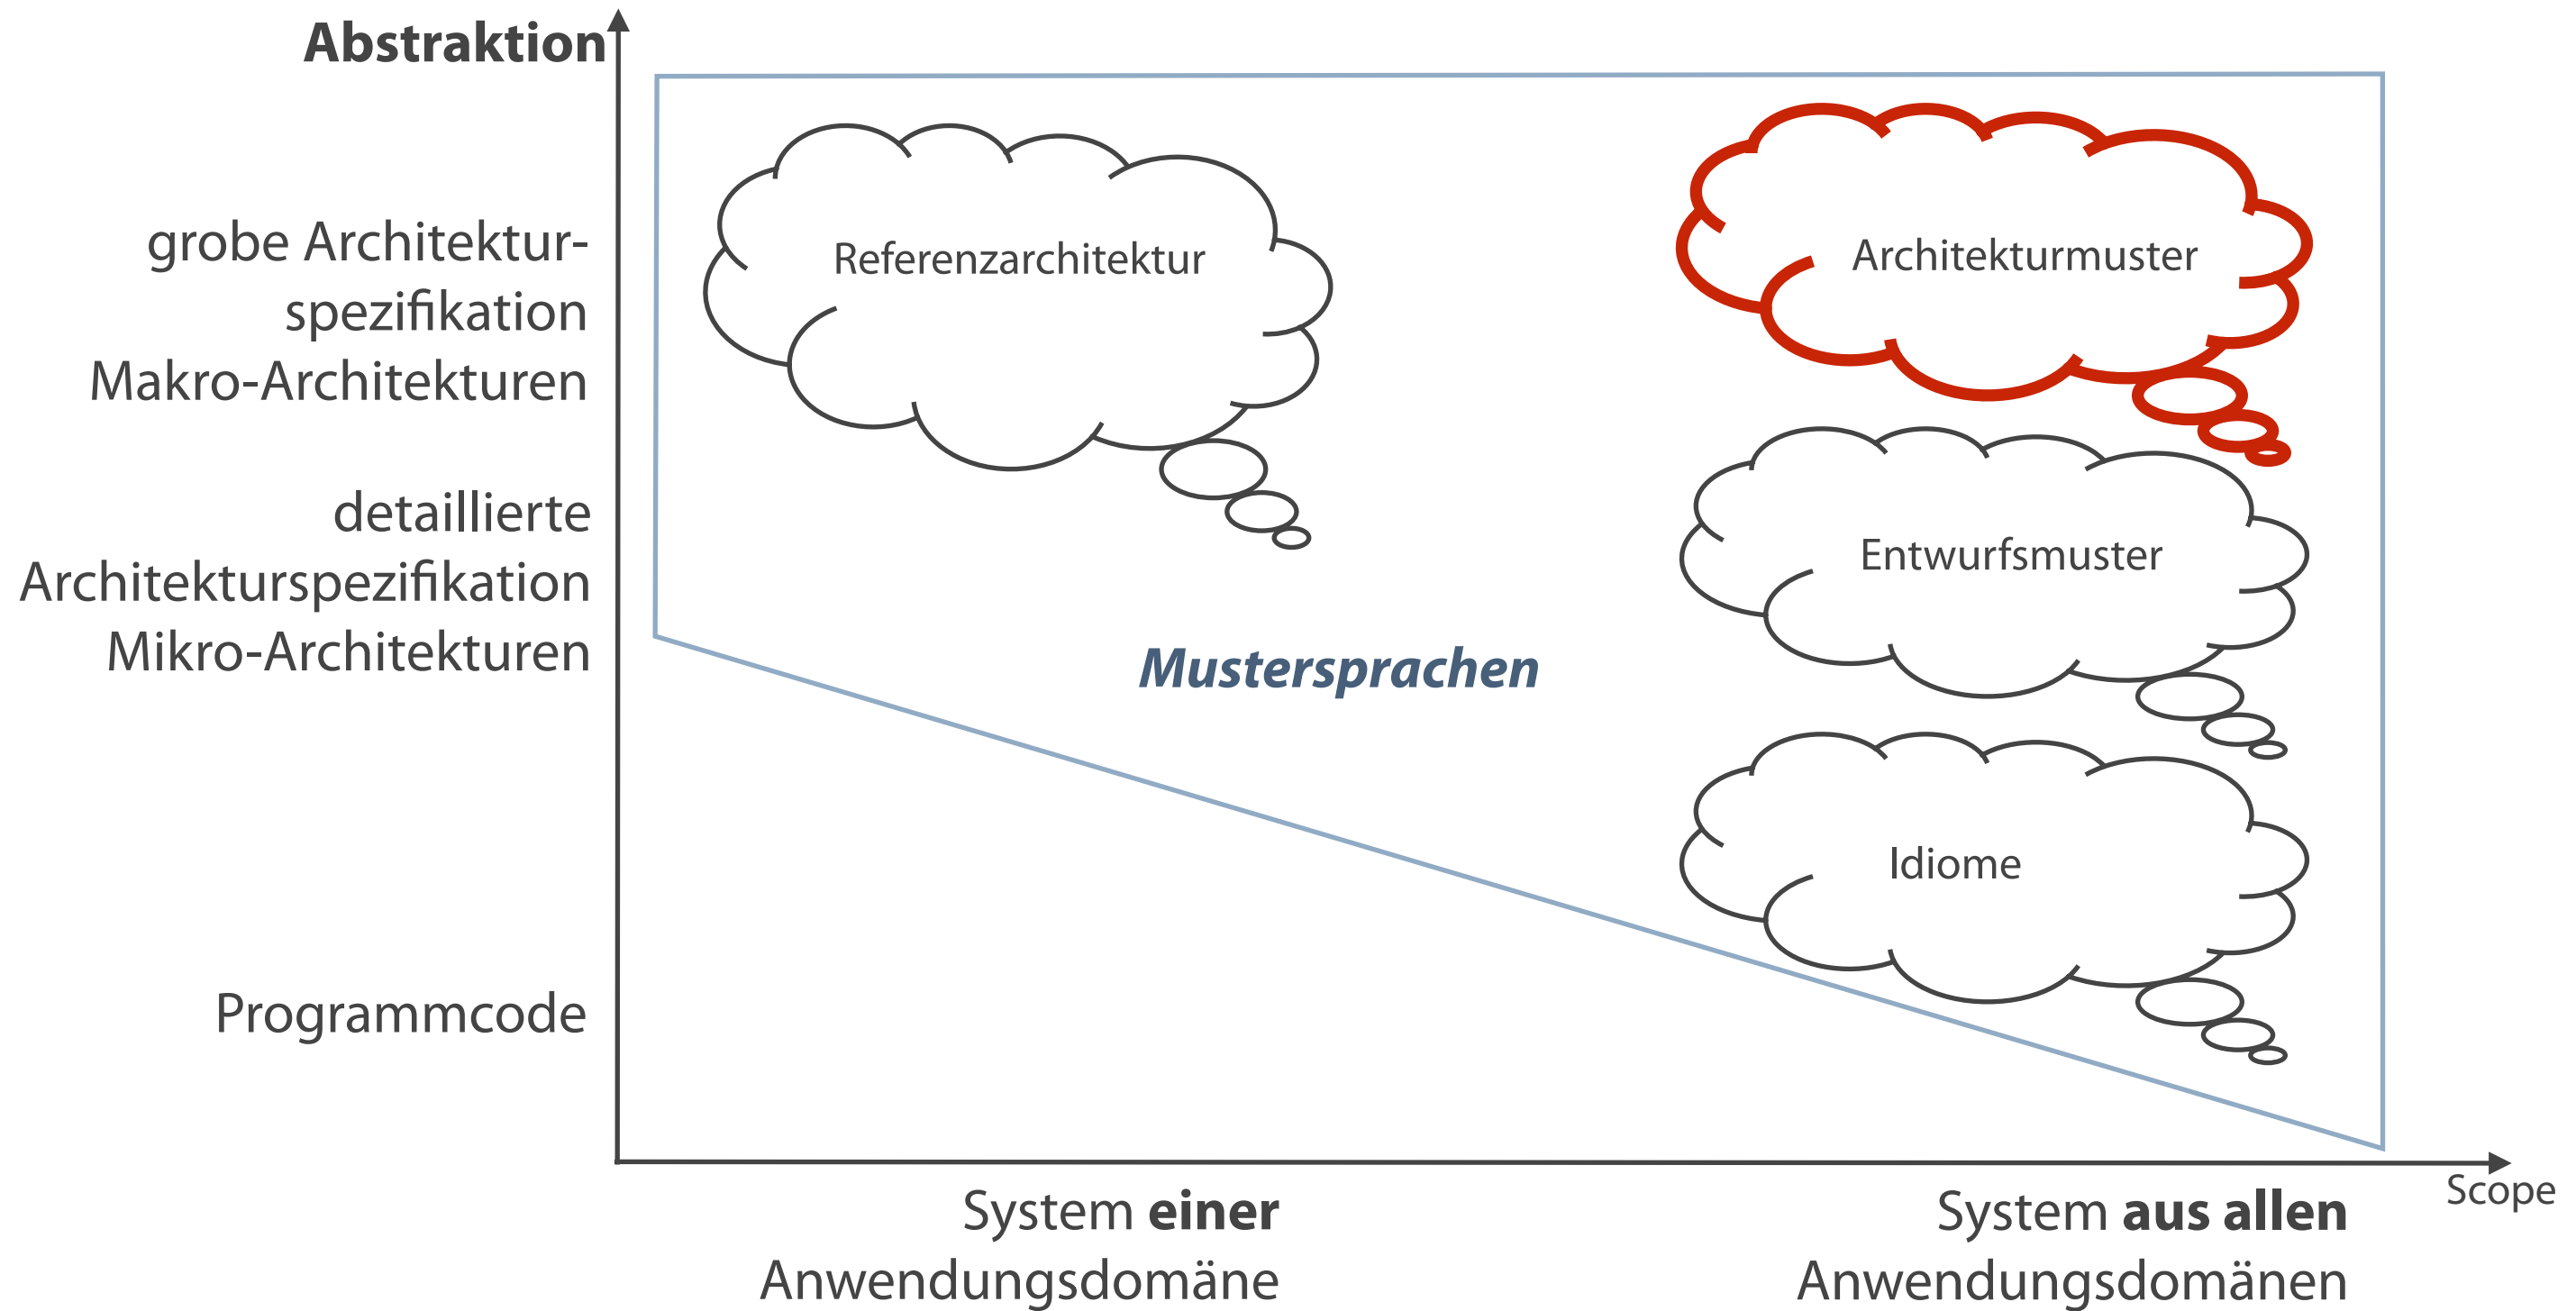 Abstraktion
grobe Architektur-
spezifikation
Makro-Architekturen
detaillierte
Architekturspezifikation
Mikro-Architekturen
Programmcode
Referenzarchitektur
Architekturmuster
Entwurfsmuster
Mustersprachen
Idiome
Scope
System einer
Anwendungsdomäne
System aus allen
Anwendungsdomänen